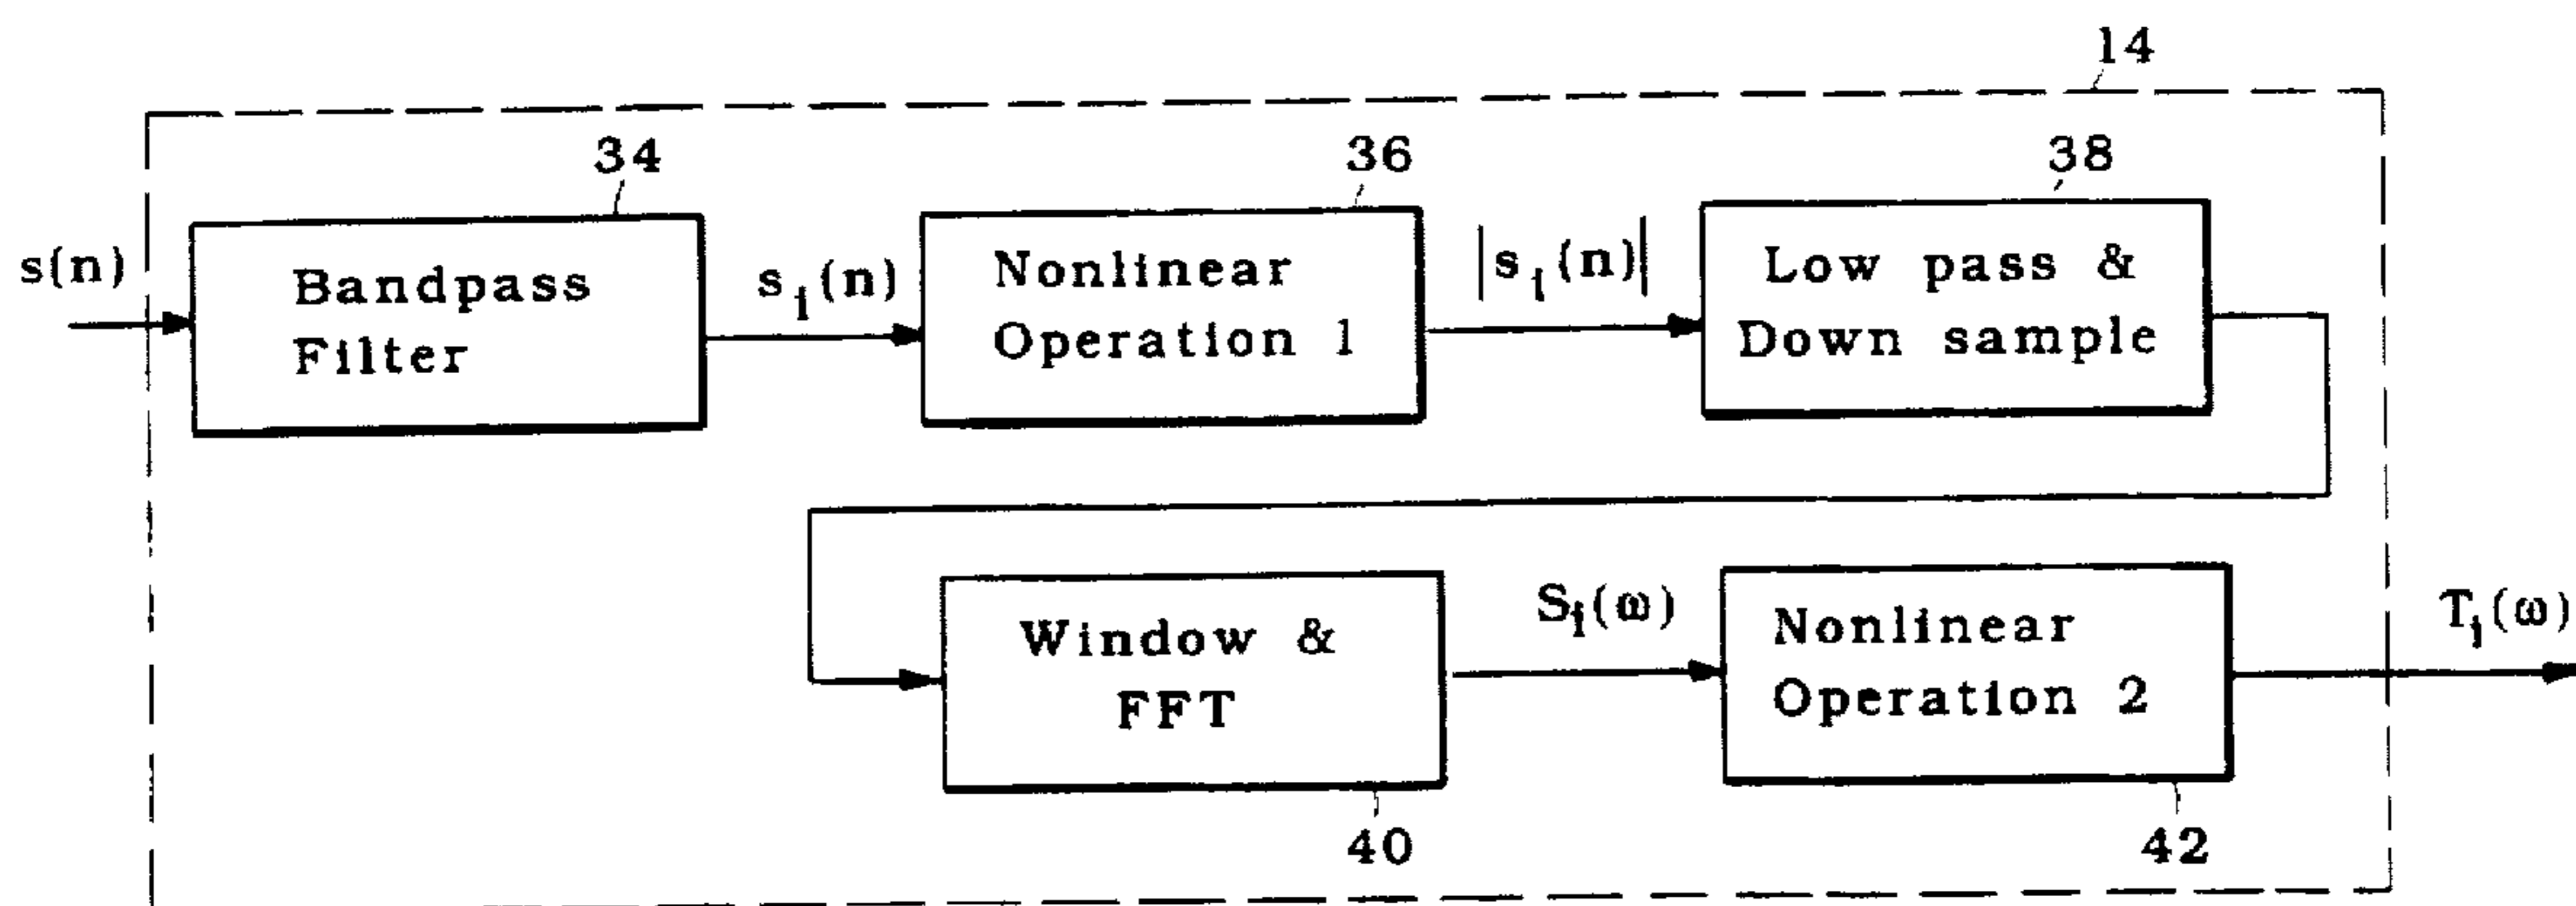 14
34
36
38
s(n)
Bandpass
Filter
s_i(n)
Nonlinear
Operation 1
|s_i(n)|
Low pass &
Down sample
Window &
FFT
S_i(ω)
Nonlinear
Operation 2
T_i(ω)
40
42